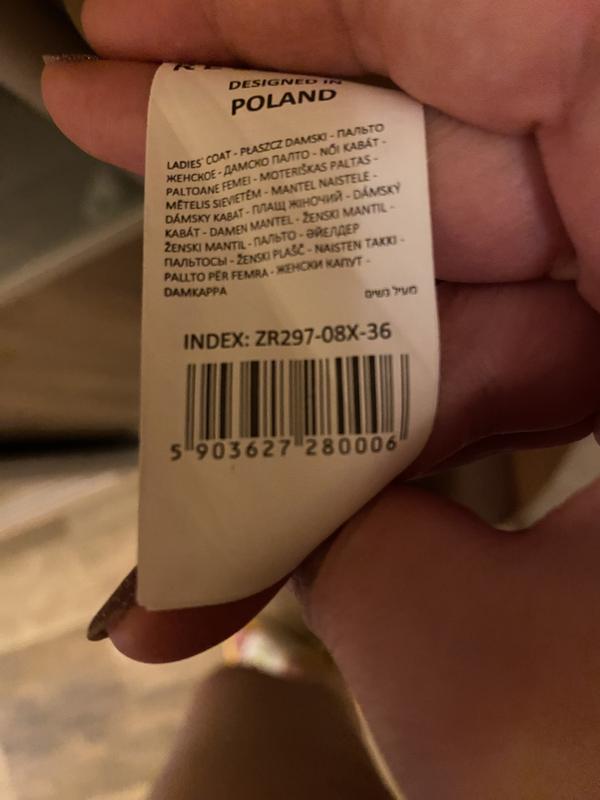 DESIGNED IN
POLAND
LADIES' COAT - PŁASZCZ DAMSKI - ПАЛЬТО
ЖЕНСКОЕ - ДАМСКО ПАЛТО - NŐI KABÁT -
PALTOANE FEMEI - MOTERIŠKAS PALTAS -
MĒTELIS SIEVIETĒM - MANTEL NAISTELE -
DÁMSKY KABAT - ПЛАЩ ЖІНОЧИЙ - DÁMSKÝ
KABÁT - DAMEN MANTEL - ŽENSKI MANTIL -
ŽENSKI MANTIL - ПАЛЬТО - ӘЙЕЛДЕР
ПАЛЬТОСЫ - ŽENSKI PLAŠČ - NAISTEN TAKKI -
PALLTO PËR FEMRA - ЖЕНСКИ КАПУТ -
DAMKAPPA מעיל נשים
INDEX: ZR297-08X-36
5 903627 280006